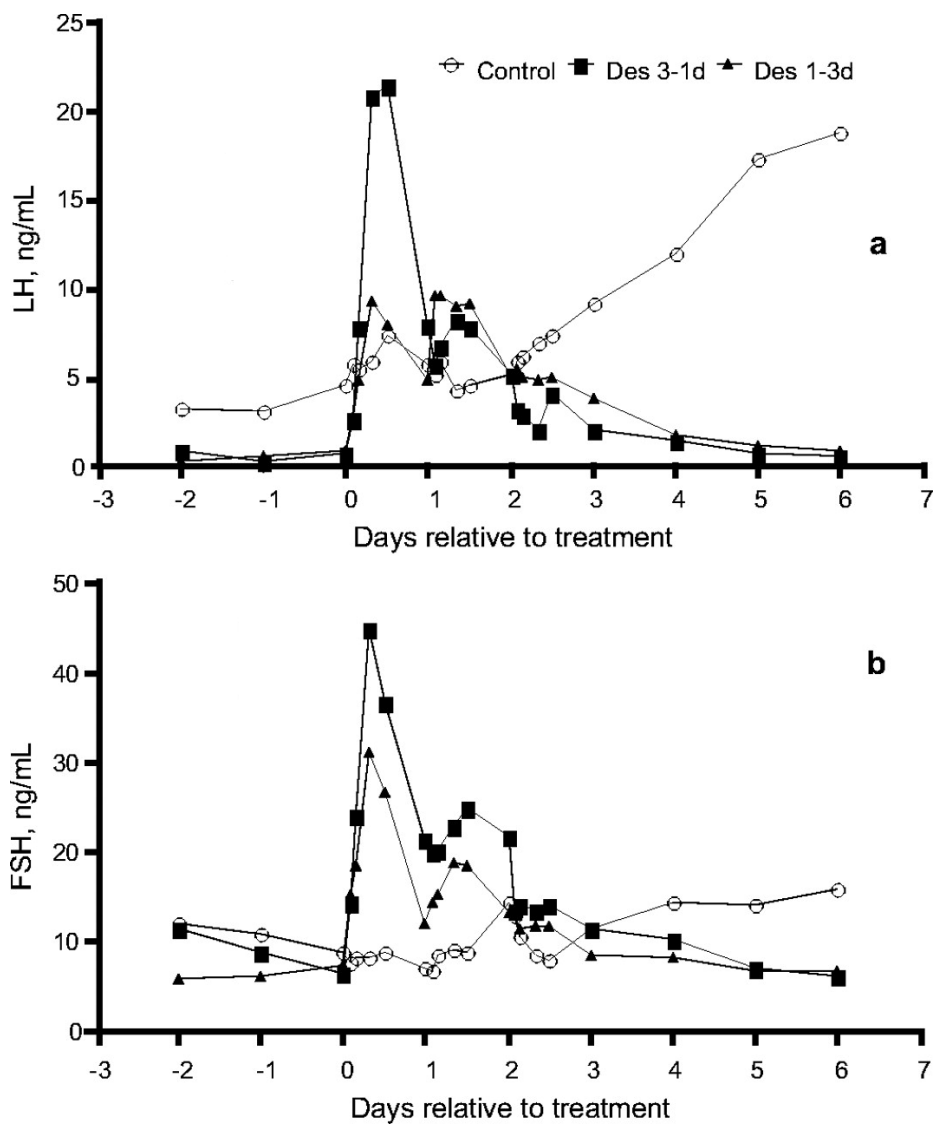 25
20
15
10
5
0
LH, ng/mL
Control Des 3-1d Des 1-3d
a
-3 -2 -1 0 1 2 3 4 5 6 7
Days relative to treatment
50
40
30
20
10
0
FSH, ng/mL
b
-3 -2 -1 0 1 2 3 4 5 6 7
Days relative to treatment